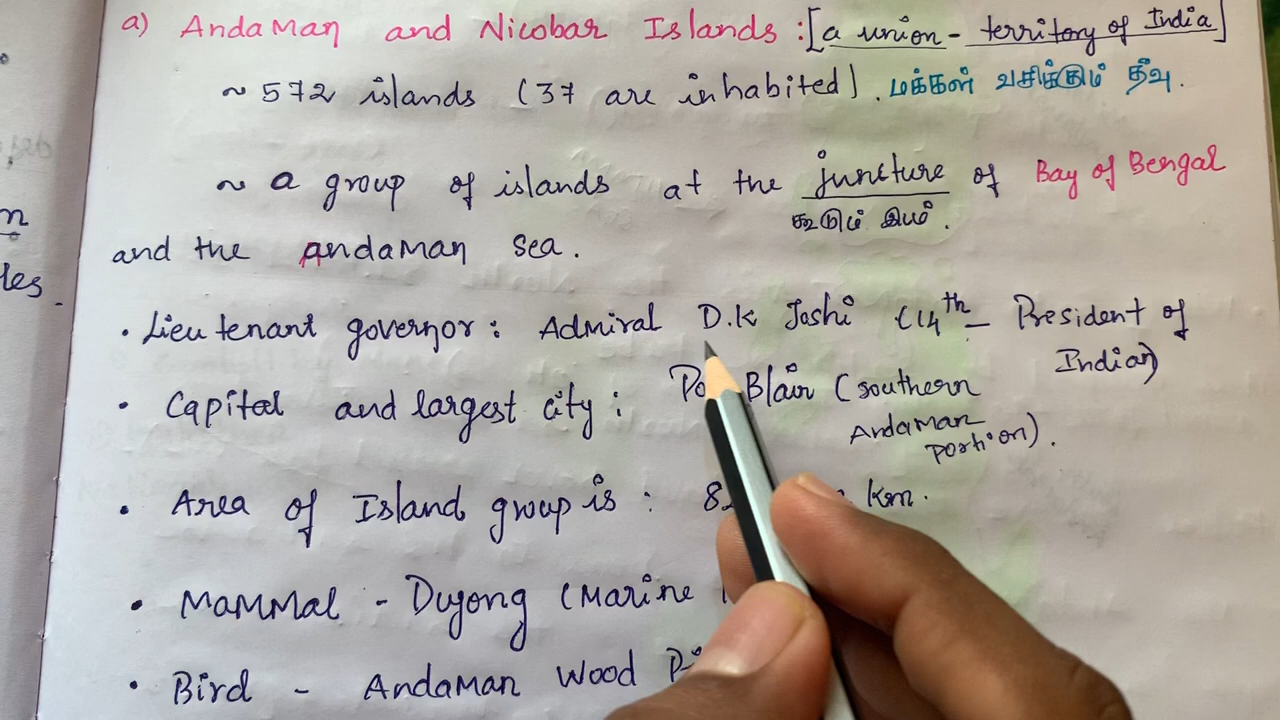 a) Andaman and Nicobar Islands :[a union - territory of India]
~ 572 islands (37 are inhabited). மக்கள் வசிக்கும் தீவு.
~ a group of islands at the juncture of Bay of Bengal
கூடும் இடம்.
and the Andaman sea.
• Lieutenant governor: Admiral D.K Joshi (14th - President of
Indian)
• Capital and largest city: Blair (southern
Andaman
portion).
• Area of Island group is: km.
• Mammal - Dugong (Marine
• Bird - Andaman Wood
n
les.